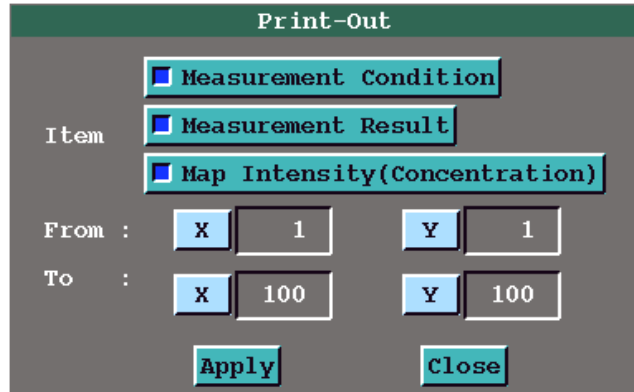 Print-Out
Measurement Condition
Item
Measurement Result
Map Intensity(Concentration)
From : X 1 Y 1
To : X 100 Y 100
Apply Close